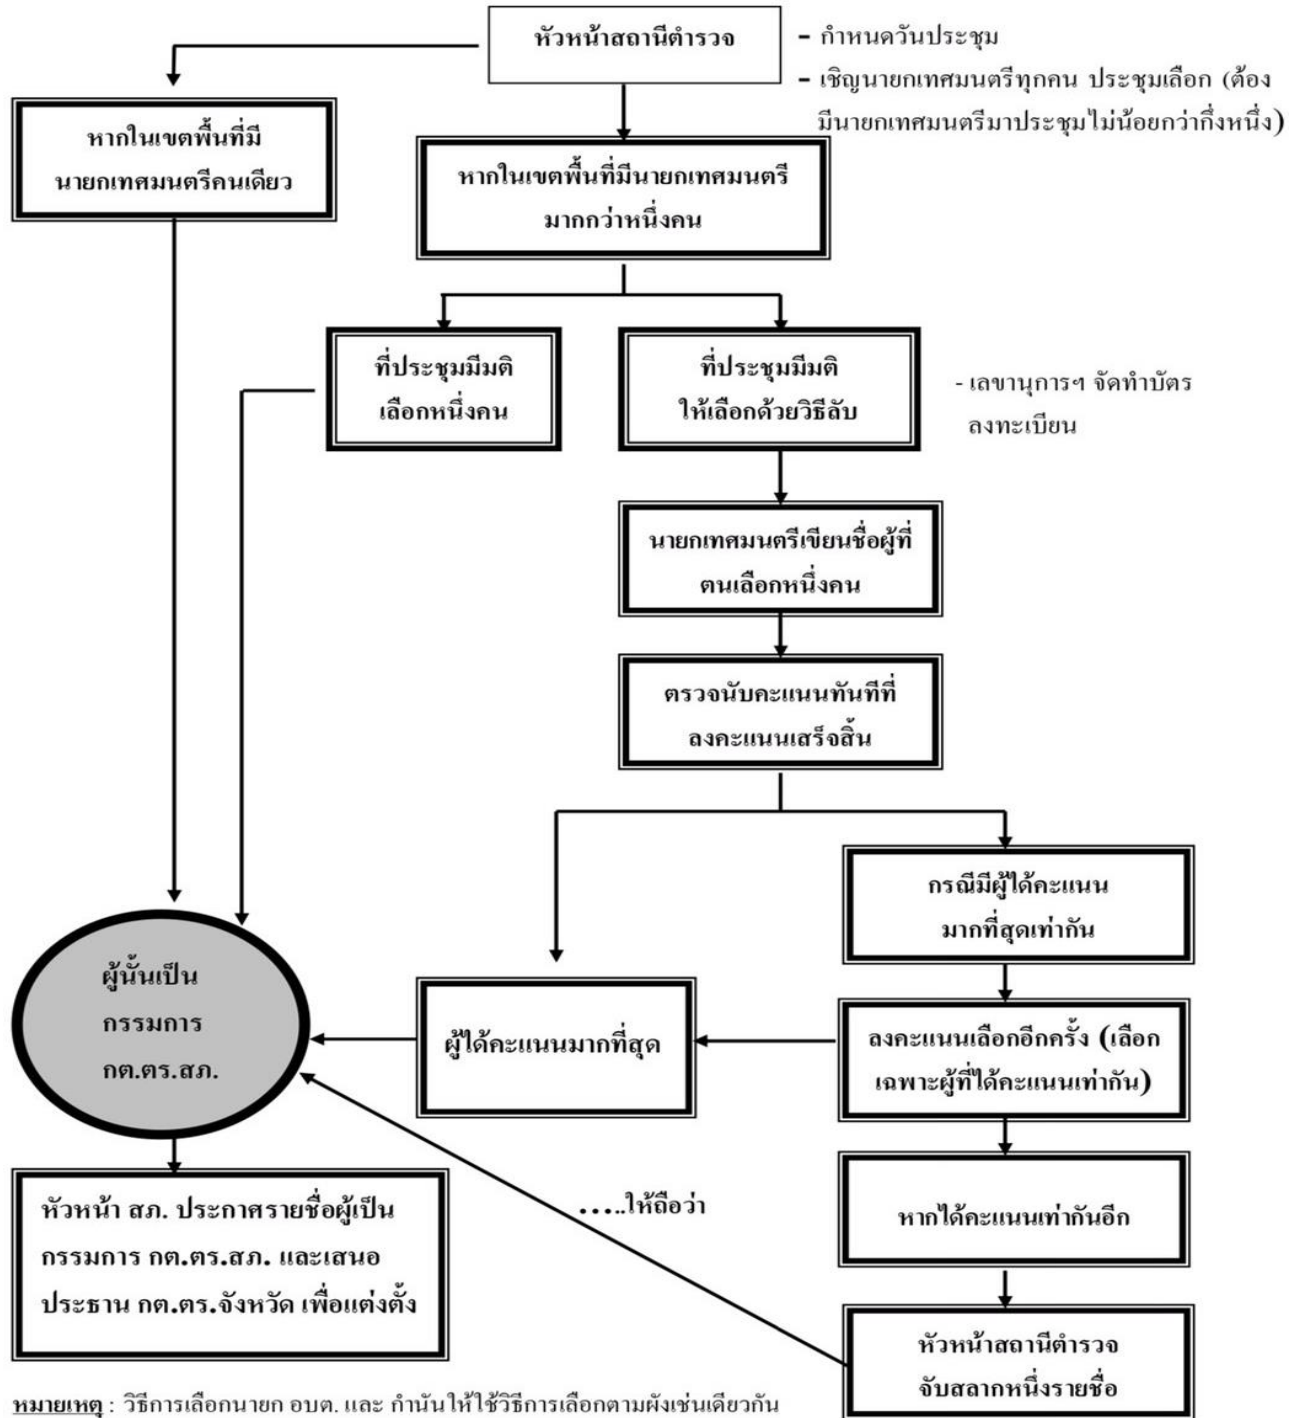 หัวหน้าสถานีตำรวจ
- กำหนดวันประชุม
- เชิญนายกเทศมนตรีทุกคน ประชุมเลือก (ต้อง
มีนายกเทศมนตรีมาประชุมไม่น้อยกว่ากึ่งหนึ่ง)
หากในเขตพื้นที่มี
นายกเทศมนตรีคนเดียว
หากในเขตพื้นที่มีนายกเทศมนตรี
มากกว่าหนึ่งคน
ที่ประชุมมีมติ
เลือกหนึ่งคน
ที่ประชุมมีมติ
ให้เลือกด้วยวิธีลับ
- เลขานุการฯ จัดทำบัตร
ลงทะเบียน
นายกเทศมนตรีเขียนชื่อผู้ที่
ตนเลือกหนึ่งคน
ตรวจนับคะแนนทันทีที่
ลงคะแนนเสร็จสิ้น
กรณีมีผู้ได้คะแนน
มากที่สุดเท่ากัน
ผู้นั้นเป็น
กรรมการ
กต.ตร.สภ.
ผู้ได้คะแนนมากที่สุด
ลงคะแนนเลือกอีกครั้ง (เลือก
เฉพาะผู้ที่ได้คะแนนเท่ากัน)
.....ให้ถือว่า
หากได้คะแนนเท่ากันอีก
หัวหน้า สภ. ประกาศรายชื่อผู้เป็น
กรรมการ กต.ตร.สภ. และเสนอ
ประธาน กต.ตร.จังหวัด เพื่อแต่งตั้ง
หัวหน้าสถานีตำรวจ
จับสลากหนึ่งรายชื่อ
หมายเหตุ : วิธีการเลือกนายก อบต. และ กำนันให้ใช้วิธีการเลือกตามผังเช่นเดียวกัน